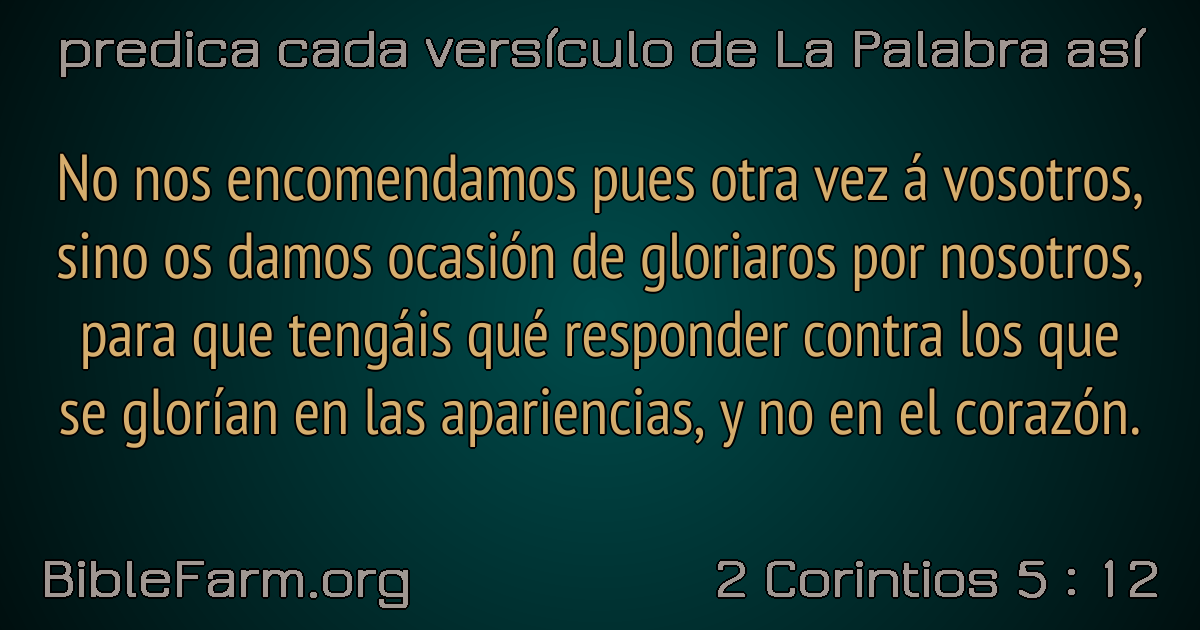 predica cada versículo de La Palabra así
No nos encomendamos pues otra vez á vosotros,
sino os damos ocasión de gloriaros por nosotros,
para que tengáis qué responder contra los que
se glorían en las apariencias, y no en el corazón.
BibleFarm.org
2 Corintios 5 : 12